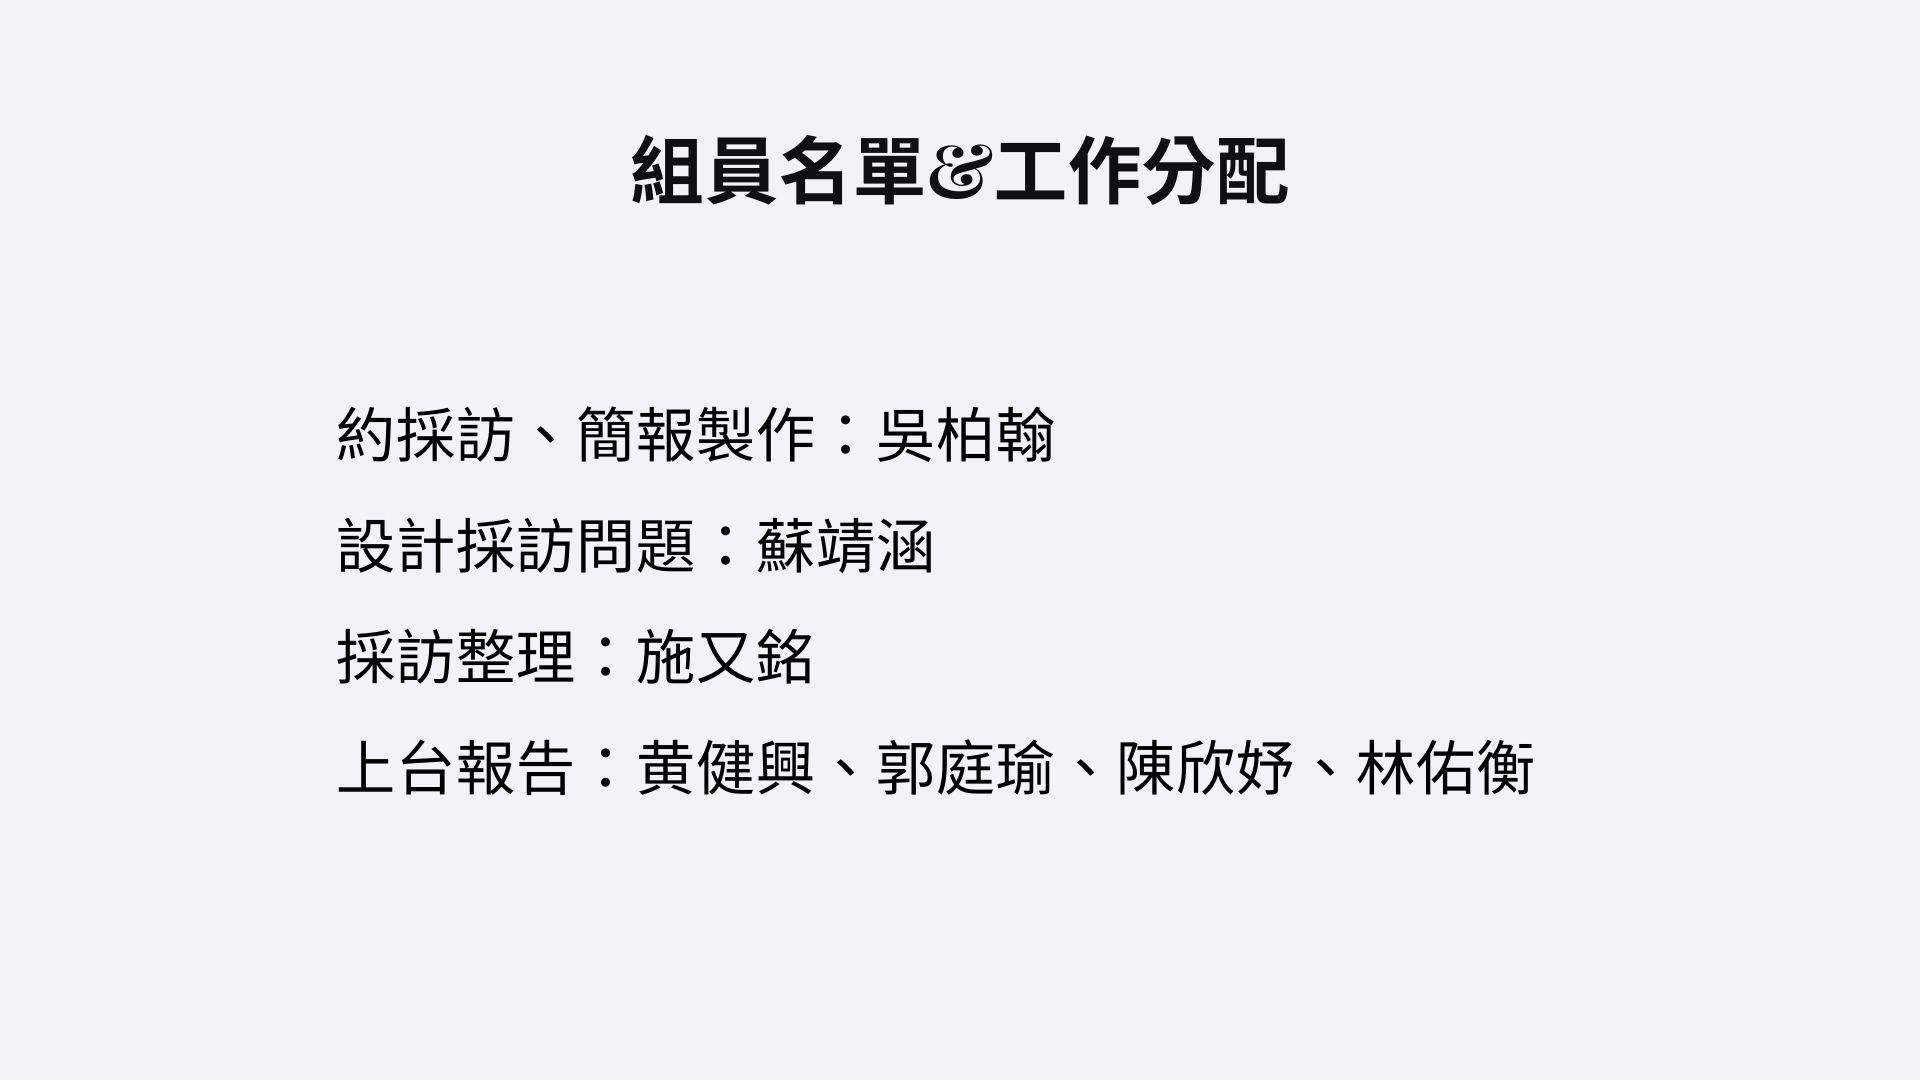 組員名單&工作分配
約採訪、簡報製作：吳柏翰
設計採訪問題：蘇靖涵
採訪整理：施又銘
上台報告：黄健興、郭庭瑜、陳欣妤、林佑衡